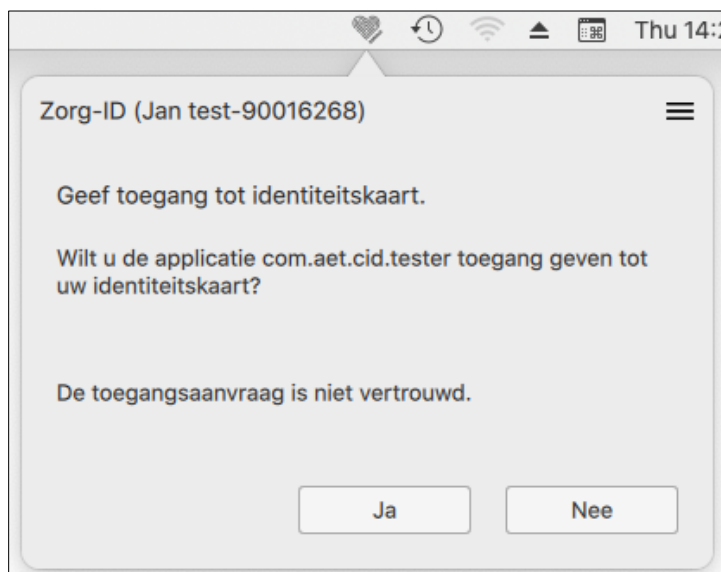 Thu 14:
Zorg-ID (Jan test-90016268)
Geef toegang tot identiteitskaart.
Wilt u de applicatie com.aet.cid.tester toegang geven tot
uw identiteitskaart?
De toegangsaanvraag is niet vertrouwd.
Ja
Nee